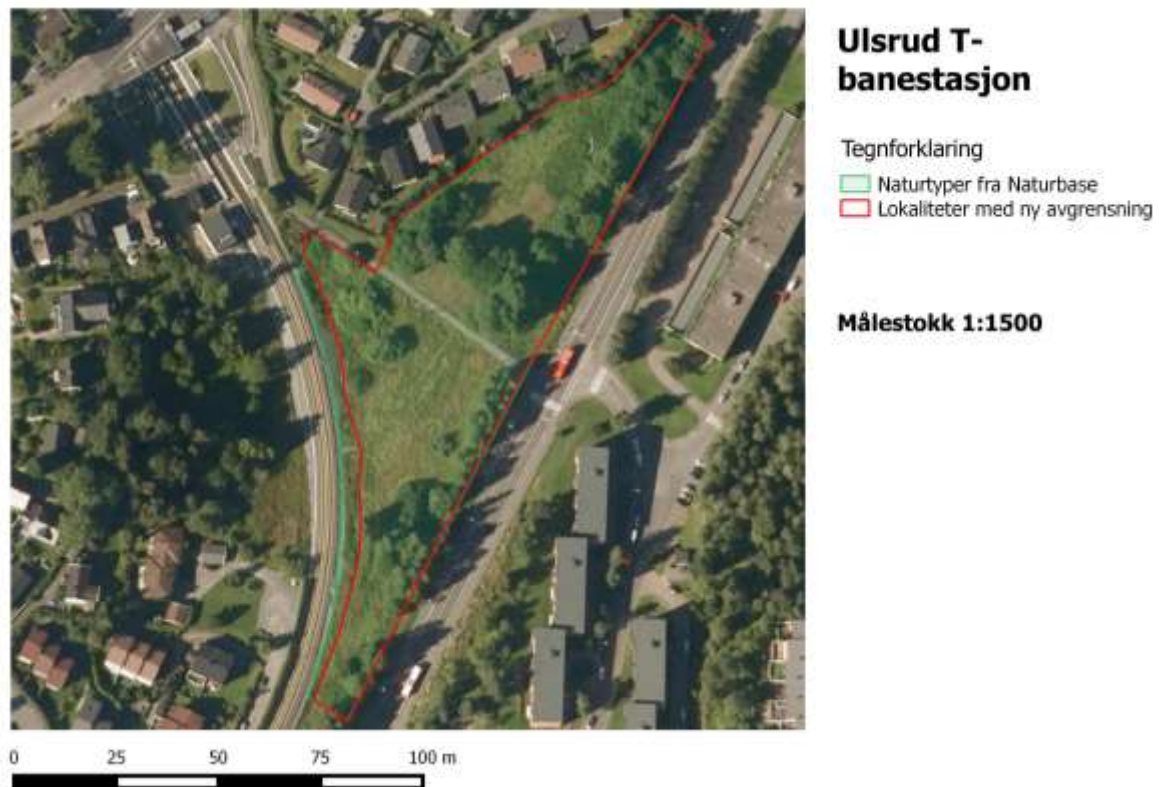 Ulsrud T-
banestasjon
Tegnforklaring
Naturtyper fra Naturbase
Lokaliteter med ny avgrensning
Målestokk 1:1500
0 25 50 75 100 m